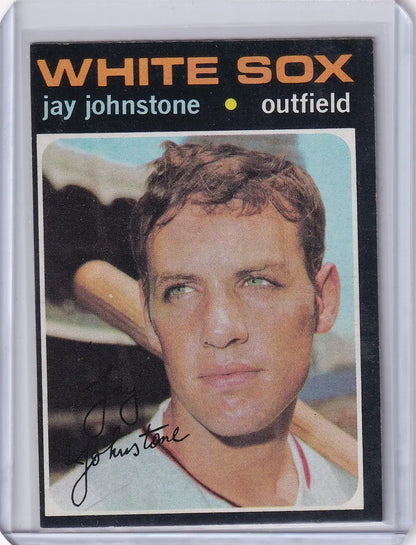 WHITE SOX
jay johnstone • outfield
Jay
Johnstone